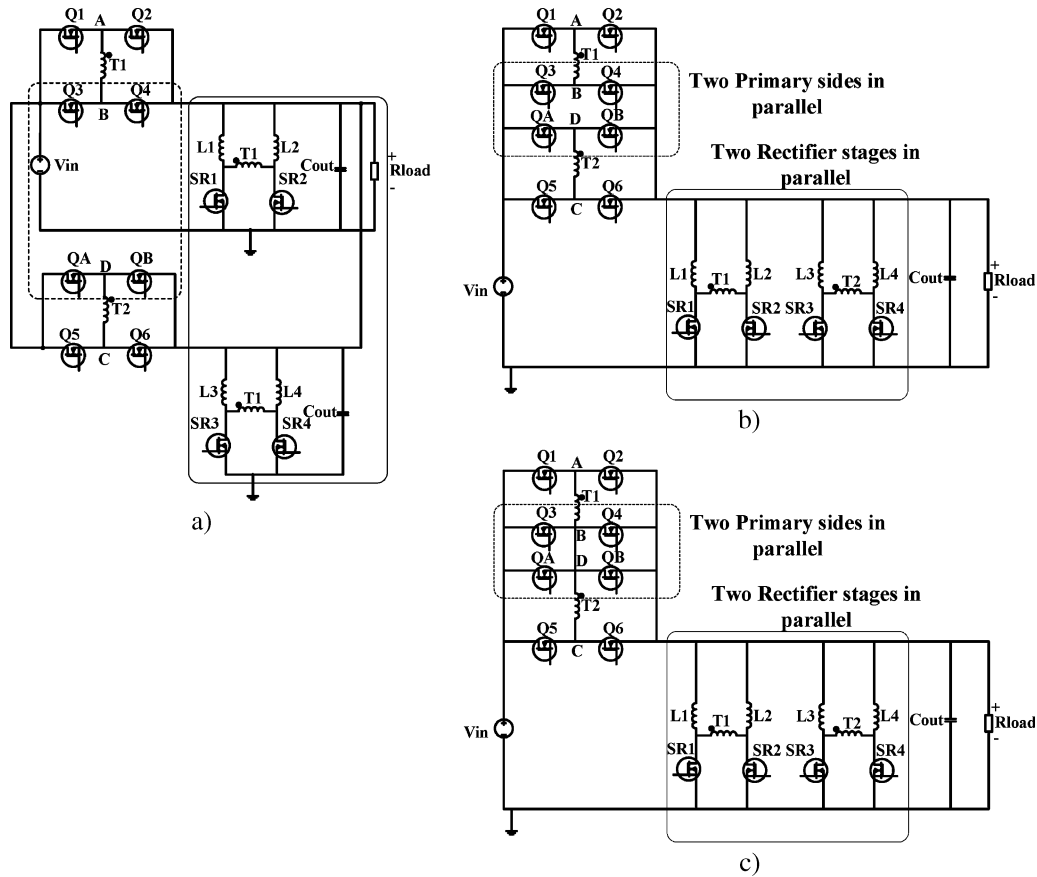 Q1 A Q2
T1
Q3 B Q4
Vin
L1 T1 L2
SR1 SR2
Cout
+
Rload
-
QA D QB
T2
Q5 C Q6
L3 T1 L4
SR3 SR4
Cout
a)
Q1 A Q2
T1
Q3 B Q4
QA D QB
T2
Q5 C Q6
Two Primary sides in
parallel
Two Rectifier stages in
parallel
Vin
L1 T1 L2 L3 T2 L4
SR1 SR2 SR3 SR4
Cout
+
Rload
-
b)
Q1 A Q2
T1
Q3 B Q4
QA D QB
T2
Q5 C Q6
Two Primary sides in
parallel
Two Rectifier stages in
parallel
Vin
L1 T1 L2 L3 T2 L4
SR1 SR2 SR3 SR4
Cout
+
Rload
-
c)